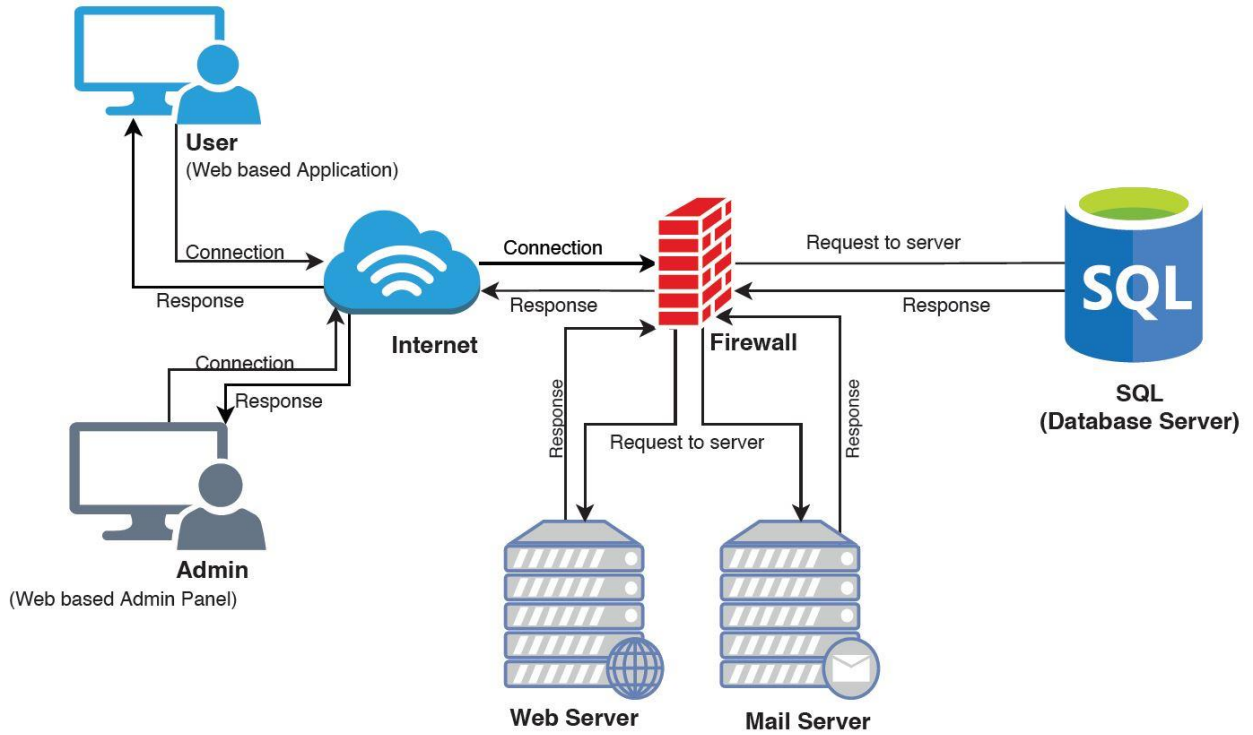 User
(Web based Application)
Connection
Response
Connection
Response
Internet
Connection
Response
Firewall
Request to server
Response
SQL
SQL
(Database Server)
Response
Request to server
Response
Admin
(Web based Admin Panel)
Web Server
Mail Server